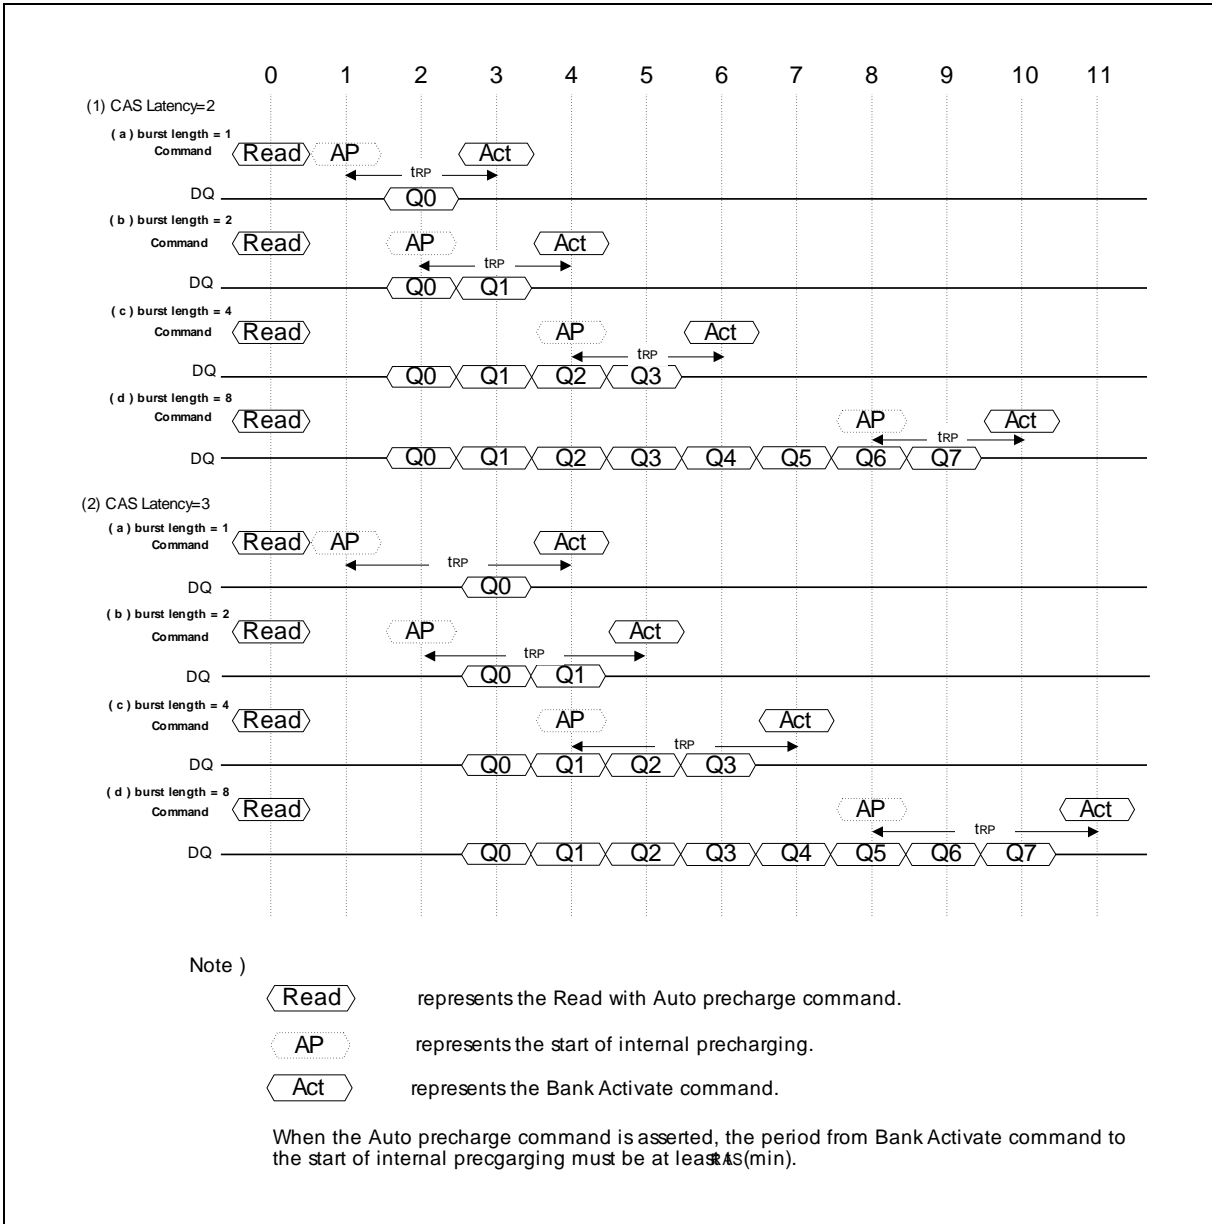 0 1 2 3 4 5 6 7 8 9 10 11
(1) CAS Latency=2
( a ) burst length = 1
Command Read AP Act
tRP
DQ Q0
( b ) burst length = 2
Command Read AP Act
tRP
DQ Q0 Q1
( c ) burst length = 4
Command Read AP Act
tRP
DQ Q0 Q1 Q2 Q3
( d ) burst length = 8
Command Read AP Act
tRP
DQ Q0 Q1 Q2 Q3 Q4 Q5 Q6 Q7
(2) CAS Latency=3
( a ) burst length = 1
Command Read AP Act
tRP
DQ Q0
( b ) burst length = 2
Command Read AP Act
tRP
DQ Q0 Q1
( c ) burst length = 4
Command Read AP Act
tRP
DQ Q0 Q1 Q2 Q3
( d ) burst length = 8
Command Read AP Act
tRP
DQ Q0 Q1 Q2 Q3 Q4 Q5 Q6 Q7
Note )
Read represents the Read with Auto precharge command.
AP represents the start of internal precharging.
Act represents the Bank Activate command.
When the Auto precharge command is asserted, the period from Bank Activate command to
the start of internal precgarging must be at least tRAS(min).